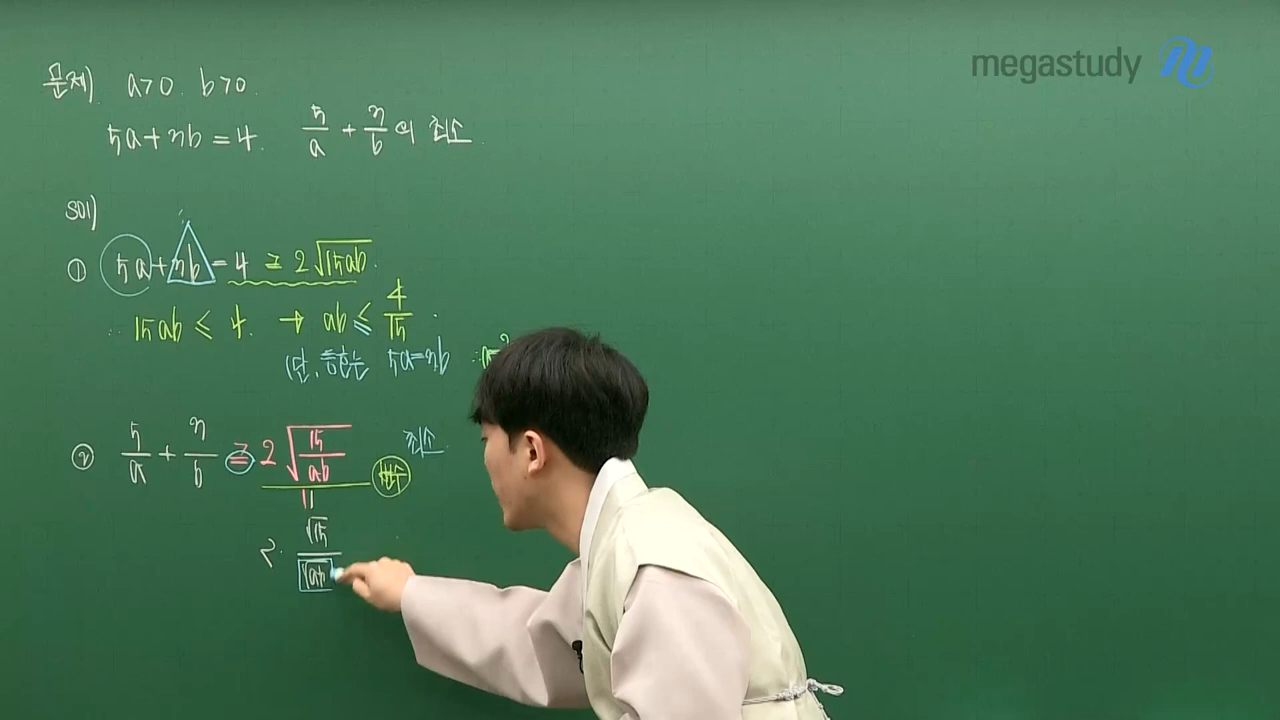 megastudy
문제) a>0. b>0.
5a+3b=4. 5/a + 3/b 의 최소.
sol)
① 5a+3b=4 ≥ 2√15ab.
∴ 15ab ≤ 4. → ab ≤ 4/15.
(단, 등호는 5a=3b ∴a=
② 5/a + 3/b ≥ 2√15/ab 최소
2. √15/√ab